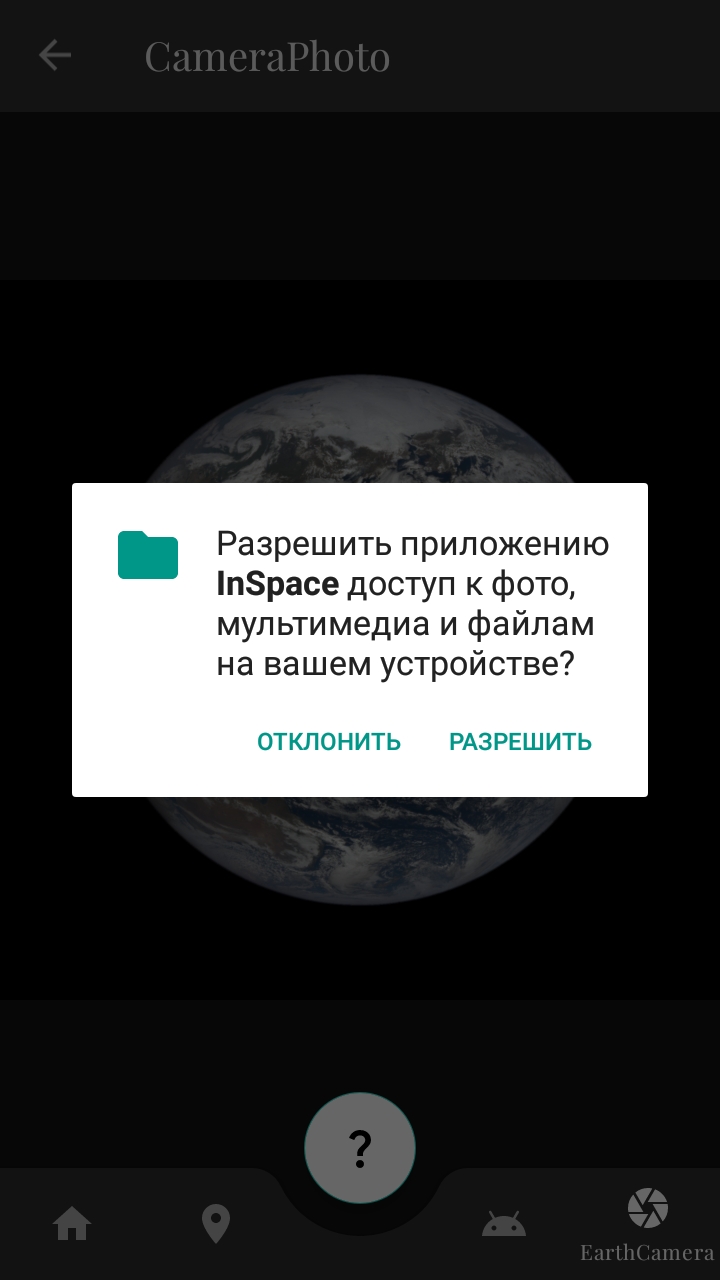 CameraPhoto
Разрешить приложению
InSpace доступ к фото,
мультимедиа и файлам
на вашем устройстве?
ОТКЛОНИТЬ РАЗРЕШИТЬ
?
EarthCamera